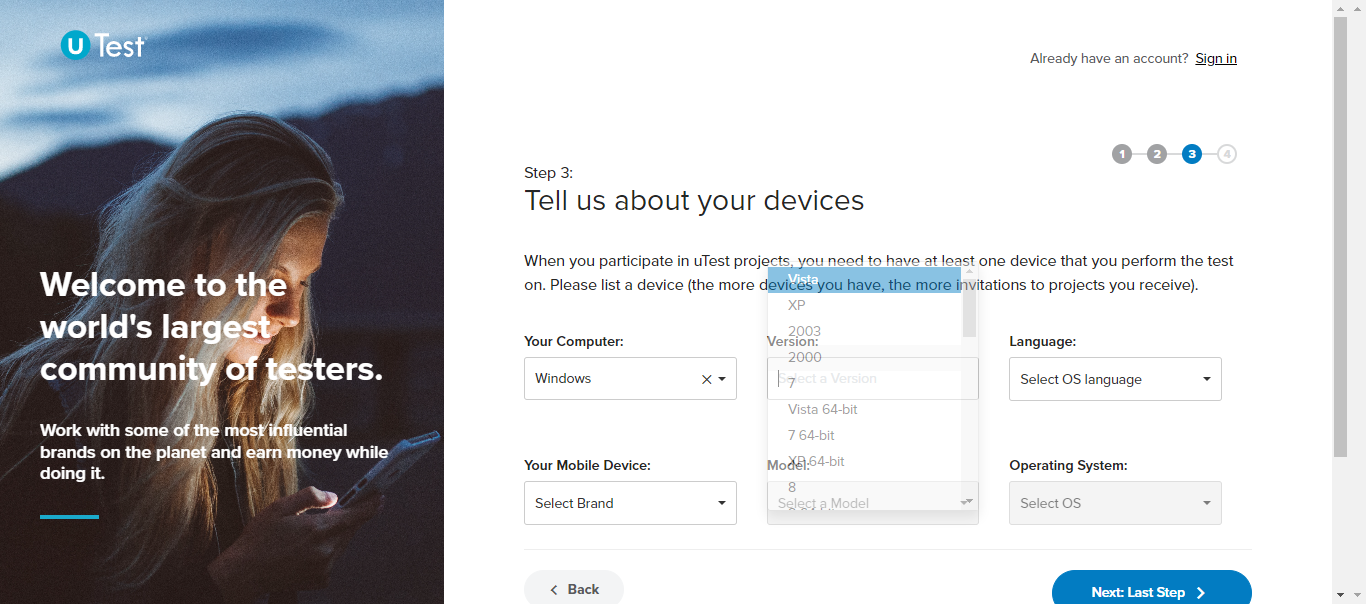 U Test
Already have an account? Sign in
1 2 3 4
Step 3:
Tell us about your devices
When you participate in uTest projects, you need to have at least one device that you perform the test
on. Please list a device (the more devices you have, the more invitations to projects you receive).
Welcome to the
world's largest
community of testers.
Work with some of the most influential
brands on the planet and earn money while
doing it.
Your Computer:
Windows
Version:
Select a Version
Vista
XP
2003
2000
7
Vista 64-bit
7 64-bit
XP 64-bit
8
Language:
Select OS language
Your Mobile Device:
Select Brand
Model:
Select a Model
Operating System:
Select OS
Back
Next: Last Step